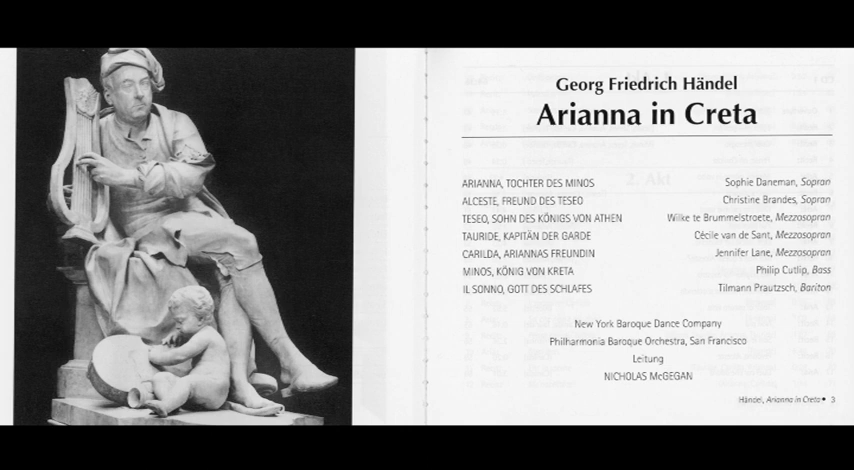 Georg Friedrich Händel
Arianna in Creta
ARIANNA, TOCHTER DES MINOS Sophie Daneman, Sopran
ALCESTE, FREUND DES TESEO Christine Brandes, Sopran
TESEO, SOHN DES KÖNIGS VON ATHEN Wilke te Brummelstroete, Mezzosopran
TAURIDE, KAPITÄN DER GARDE Cécile van de Sant, Mezzosopran
CARILDA, ARIANNAS FREUNDIN Jennifer Lane, Mezzosopran
MINOS, KÖNIG VON KRETA Philip Cutlip, Bass
IL SONNO, GOTT DES SCHLAFES Tilmann Prautzsch, Bariton
New York Baroque Dance Company
Philharmonia Baroque Orchestra, San Francisco
Leitung
NICHOLAS McGEGAN
Händel, Arianna in Creta • 3